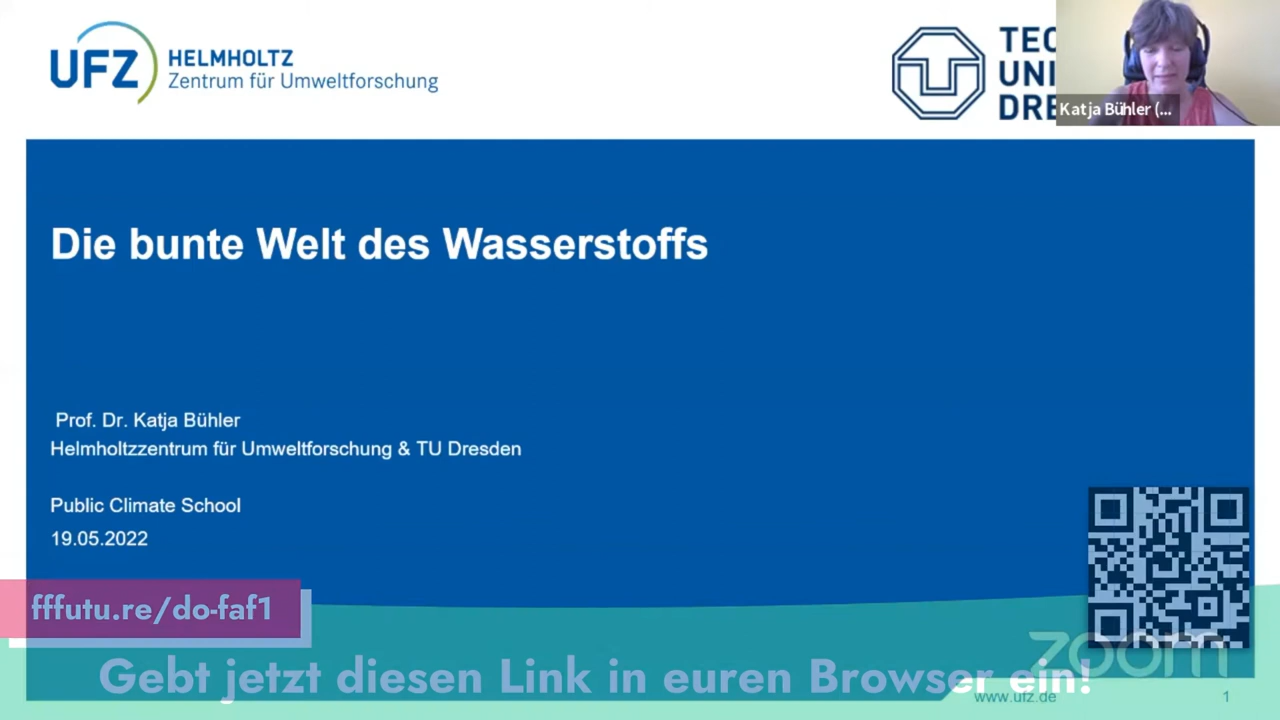 UFZ
HELMHOLTZ
Zentrum für Umweltforschung
UNI
Katja Bühler (...
Die bunte Welt des Wasserstoffs
Prof. Dr. Katja Bühler
Helmholtzzentrum für Umweltforschung & TU Dresden
Public Climate School
19.05.2022
fffutu.re/do-faf1
zoom
Gebt jetzt diesen Link in euren Browser ein!
www.ufz.de
1